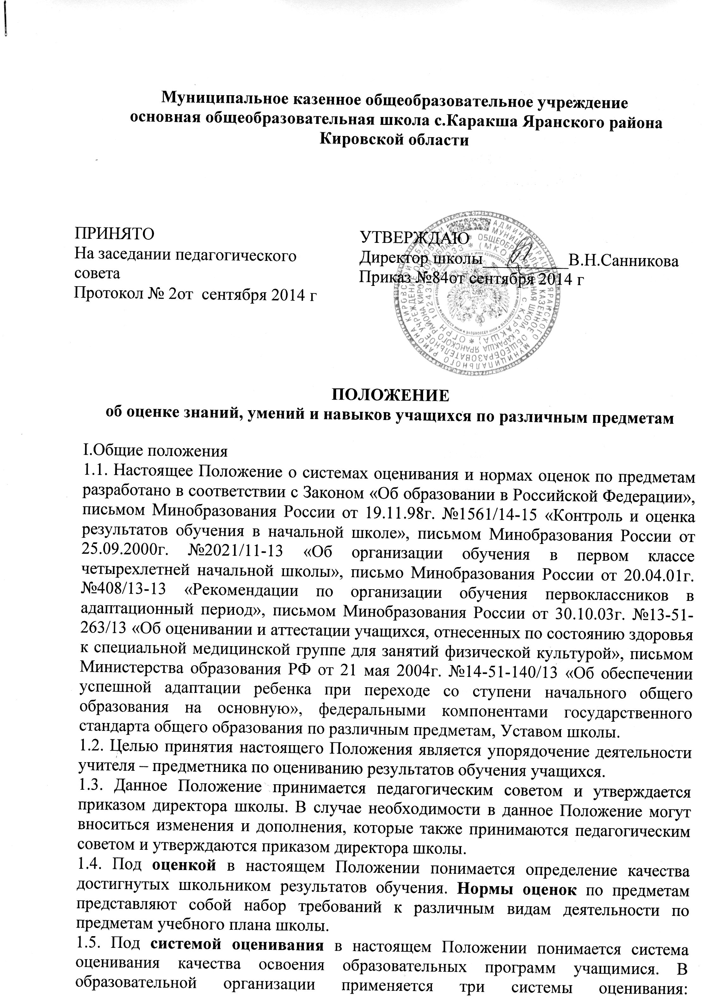 Муниципальное казенное общеобразовательное учреждение
основная общеобразовательная школа с.Каракша Яранского района
Кировской области
ПРИНЯТО
На заседании педагогического
совета
Протокол № 2от  сентября 2014 г
УТВЕРЖДАЮ
Директор школы__________В.Н.Санникова
Приказ №84от сентября 2014 г
ПОЛОЖЕНИЕ
об оценке знаний, умений и навыков учащихся по различным предметам
I.Общие положения
1.1. Настоящее Положение о системах оценивания и нормах оценок по предметам
разработано в соответствии с Законом «Об образовании в Российской Федерации»,
письмом Минобразования России от 19.11.98г. №1561/14-15 «Контроль и оценка
результатов обучения в начальной школе», письмом Минобразования России от
25.09.2000г. №2021/11-13 «Об организации обучения в первом классе
четырехлетней начальной школы», письмо Минобразования России от 20.04.01г.
№408/13-13 «Рекомендации по организации обучения первоклассников в
адаптационный период», письмом Минобразования России от 30.10.03г. №13-51-
263/13 «Об оценивании и аттестации учащихся, отнесенных по состоянию здоровья
к специальной медицинской группе для занятий физической культурой», письмом
Министерства образования РФ от 21 мая 2004г. №14-51-140/13 «Об обеспечении
успешной адаптации ребенка при переходе со ступени начального общего
образования на основную», федеральными компонентами государственного
стандарта общего образования по различным предметам, Уставом школы.
1.2. Целью принятия настоящего Положения является упорядочение деятельности
учителя – предметника по оцениванию результатов обучения учащихся.
1.3. Данное Положение принимается педагогическим советом и утверждается
приказом директора школы. В случае необходимости в данное Положение могут
вноситься изменения и дополнения, которые также принимаются педагогическим
советом и утверждаются приказом директора школы.
1.4. Под оценкой в настоящем Положении понимается определение качества
достигнутых школьником результатов обучения. Нормы оценок по предметам
представляют собой набор требований к различным видам деятельности по
предметам учебного плана школы.
1.5. Под системой оценивания в настоящем Положении понимается система
оценивания качества освоения образовательных программ учащимися. В
образовательной организации применяется три системы оценивания: